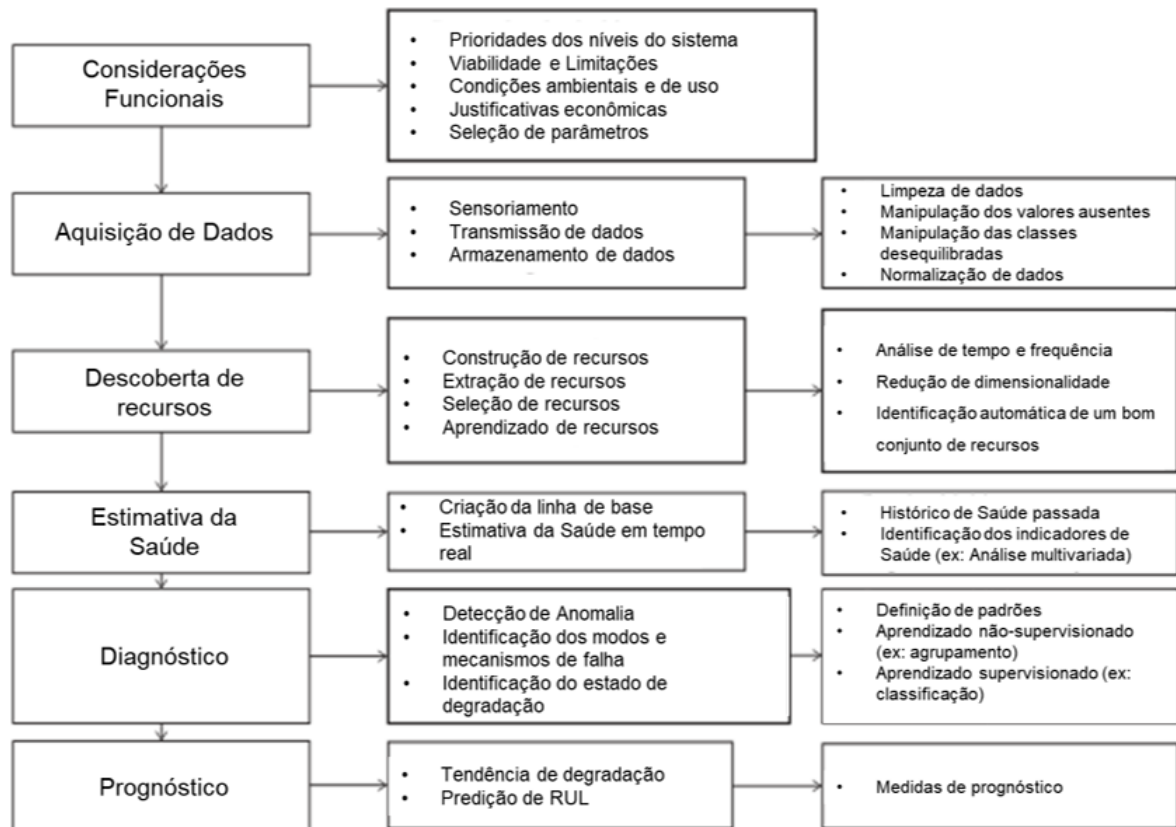 Considerações
Funcionais
• Prioridades dos níveis do sistema
• Viabilidade e Limitações
• Condições ambientais e de uso
• Justificativas econômicas
• Seleção de parâmetros
Aquisição de Dados
• Sensoriamento
• Transmissão de dados
• Armazenamento de dados
• Limpeza de dados
• Manipulação dos valores ausentes
• Manipulação das classes
desequilibradas
• Normalização de dados
Descoberta de
recursos
• Construção de recursos
• Extração de recursos
• Seleção de recursos
• Aprendizado de recursos
• Análise de tempo e frequência
• Redução de dimensionalidade
• Identificação automática de um bom
conjunto de recursos
Estimativa da
Saúde
• Criação da linha de base
• Estimativa da Saúde em tempo
real
• Histórico de Saúde passada
• Identificação dos indicadores de
Saúde (ex: Análise multivariada)
Diagnóstico
• Detecção de Anomalia
• Identificação dos modos e
mecanismos de falha
• Identificação do estado de
degradação
• Definição de padrões
• Aprendizado não-supervisionado
(ex: agrupamento)
• Aprendizado supervisionado (ex:
classificação)
Prognóstico
• Tendência de degradação
• Predição de RUL
• Medidas de prognóstico